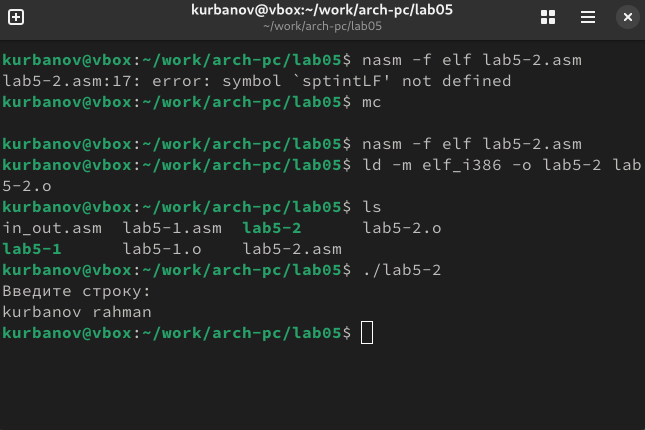 kurbanov@vbox:~/work/arch-pc/lab05
~/work/arch-pc/lab05
kurbanov@vbox:~/work/arch-pc/lab05$ nasm -f elf lab5-2.asm
lab5-2.asm:17: error: symbol `sptintLF' not defined
kurbanov@vbox:~/work/arch-pc/lab05$ mc
kurbanov@vbox:~/work/arch-pc/lab05$ nasm -f elf lab5-2.asm
kurbanov@vbox:~/work/arch-pc/lab05$ ld -m elf_i386 -o lab5-2 lab
5-2.o
kurbanov@vbox:~/work/arch-pc/lab05$ ls
in_out.asm  lab5-1.asm  lab5-2      lab5-2.o
lab5-1      lab5-1.o    lab5-2.asm
kurbanov@vbox:~/work/arch-pc/lab05$ ./lab5-2
Введите строку:
kurbanov rahman
kurbanov@vbox:~/work/arch-pc/lab05$